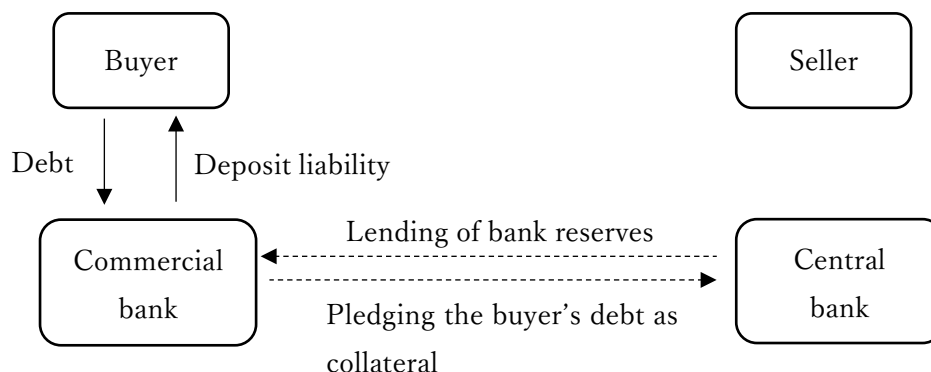 Buyer
Seller
Debt
Deposit liability
Commercial
bank
Lending of bank reserves
Central
bank
Pledging the buyer’s debt as
collateral